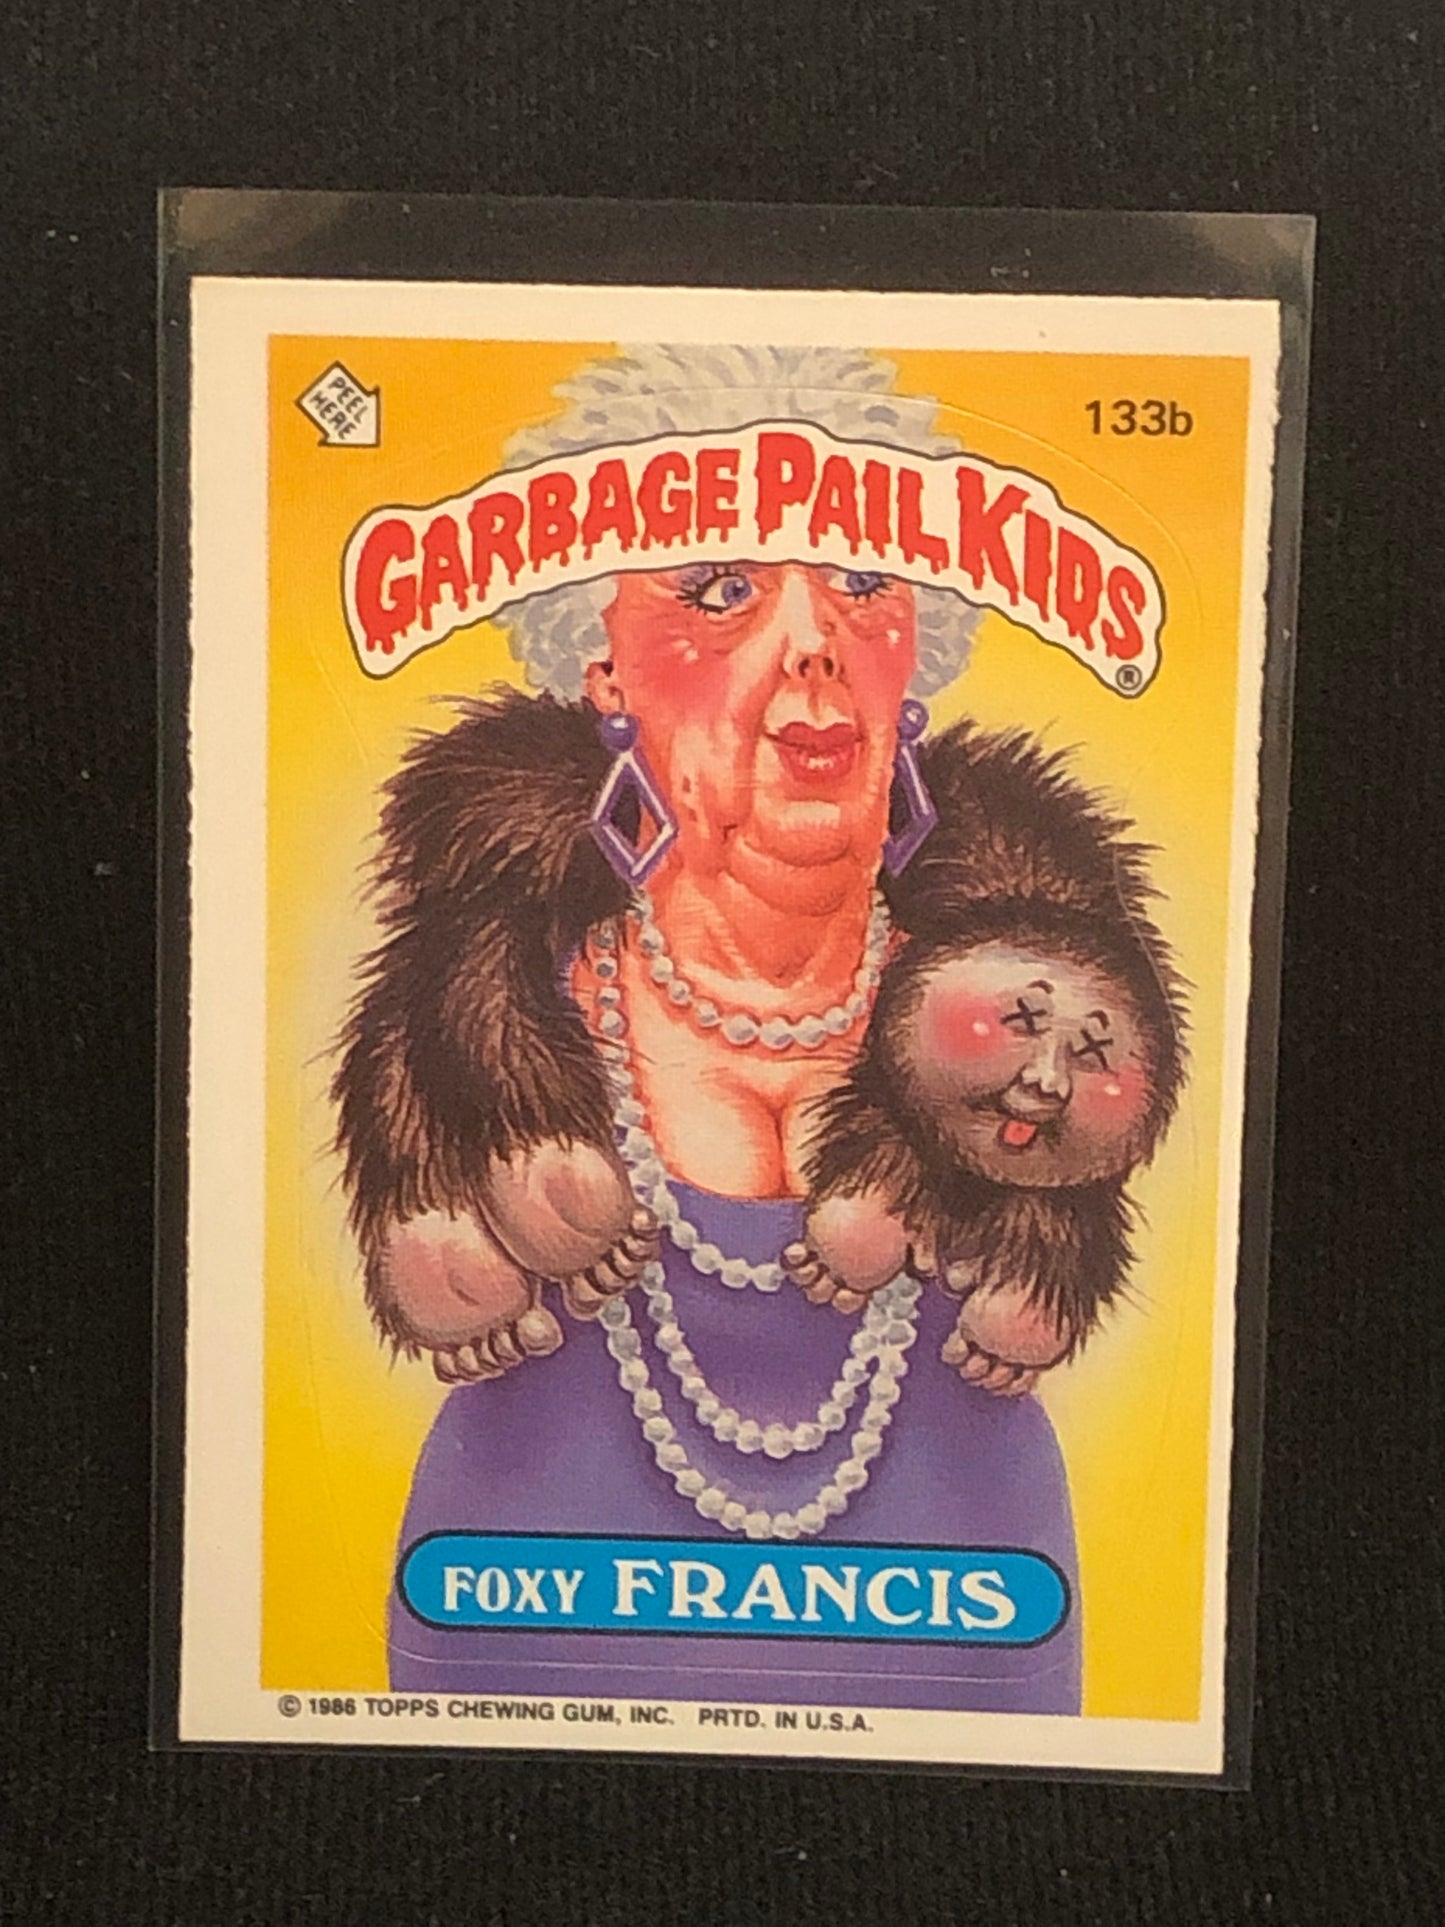 PEEL
HERE
133b
GARBAGE PAIL KIDS
®
FOXY FRANCIS
© 1986 TOPPS CHEWING GUM, INC. PRTD. IN U.S.A.